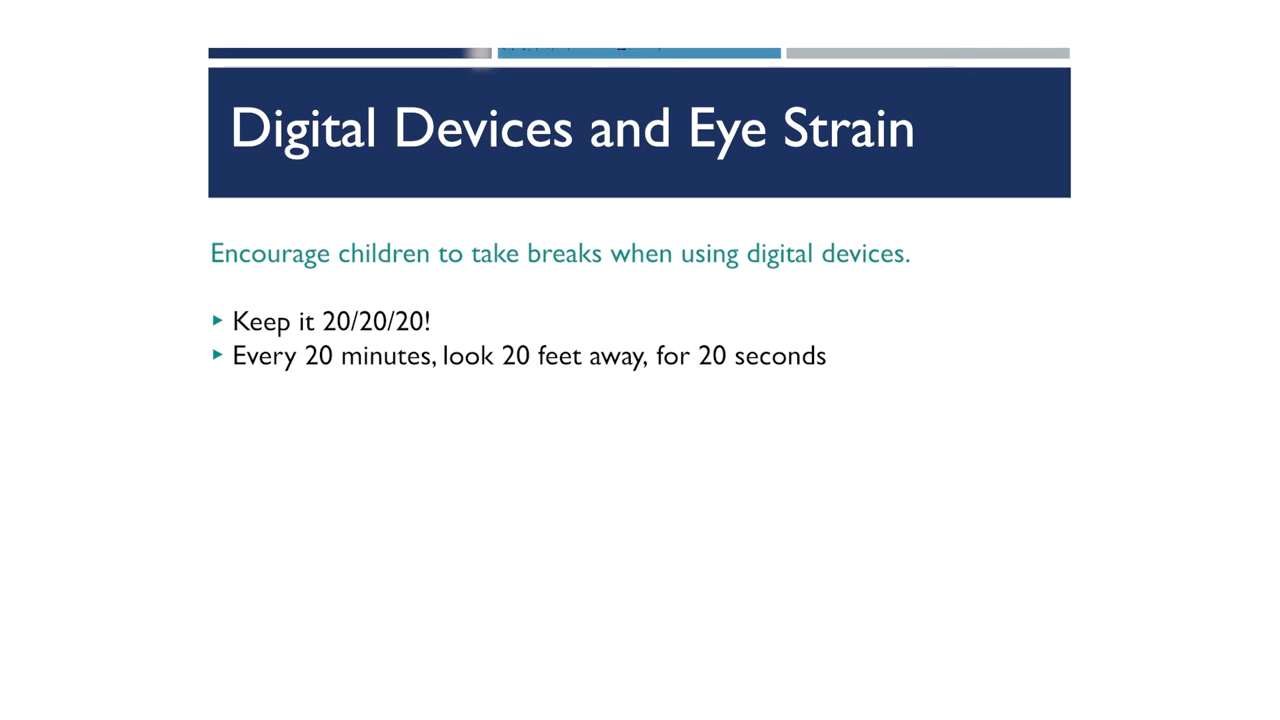 Digital Devices and Eye Strain
Encourage children to take breaks when using digital devices.
Keep it 20/20/20!
Every 20 minutes, look 20 feet away, for 20 seconds